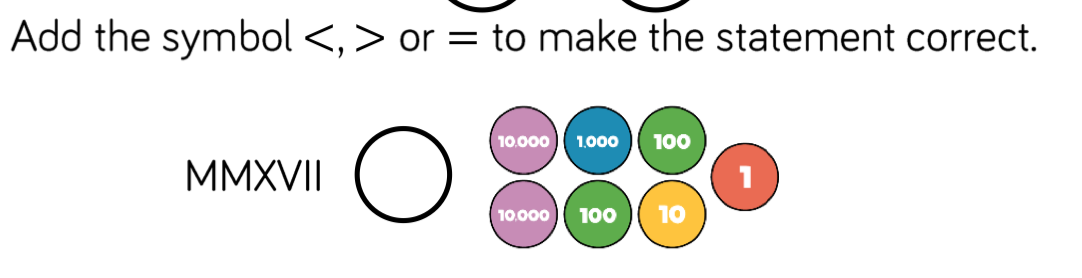 Add the symbol <, > or = to make the statement correct.
10.000 1.000 100
MMXVII 1
10.000 100 10